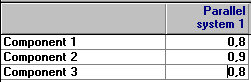 Parallel
system 1
Component 1 0,8
Component 2 0,9
Component 3 0,8